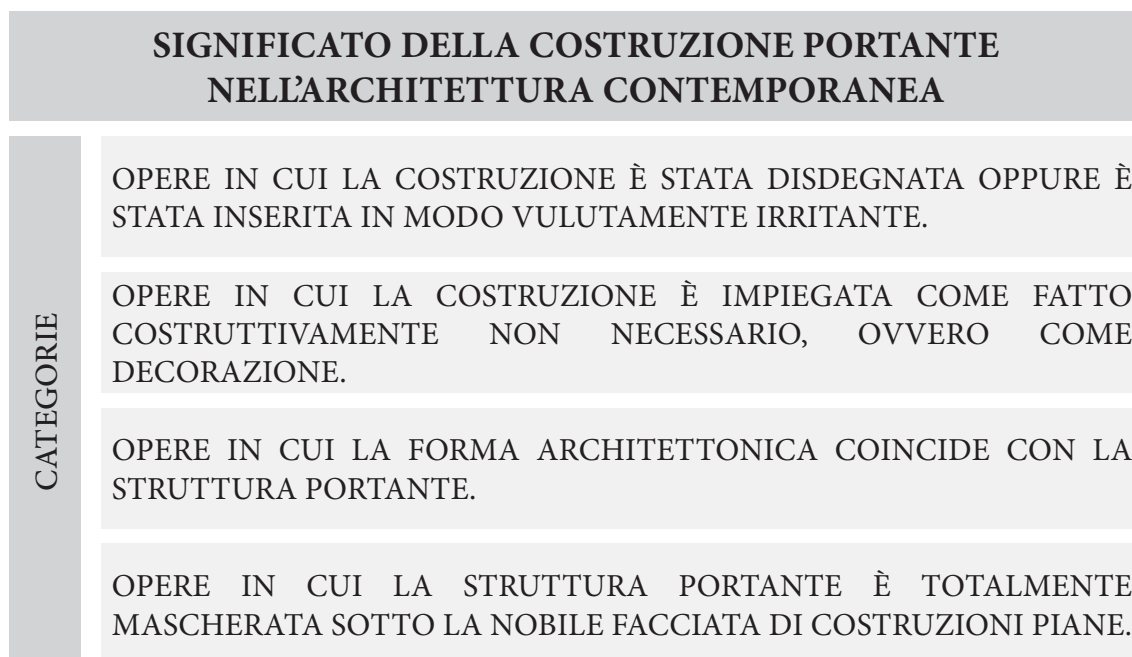 SIGNIFICATO DELLA COSTRUZIONE PORTANTE
NELL'ARCHITETTURA CONTEMPORANEA
CATEGORIE
OPERE IN CUI LA COSTRUZIONE È STATA DISDEGNATA OPPURE È
STATA INSERITA IN MODO VULUTAMENTE IRRITANTE.
OPERE IN CUI LA COSTRUZIONE È IMPIEGATA COME FATTO
COSTRUTTIVAMENTE NON NECESSARIO, OVVERO COME
DECORAZIONE.
OPERE IN CUI LA FORMA ARCHITETTONICA COINCIDE CON LA
STRUTTURA PORTANTE.
OPERE IN CUI LA STRUTTURA PORTANTE È TOTALMENTE
MASCHERATA SOTTO LA NOBILE FACCIATA DI COSTRUZIONI PIANE.